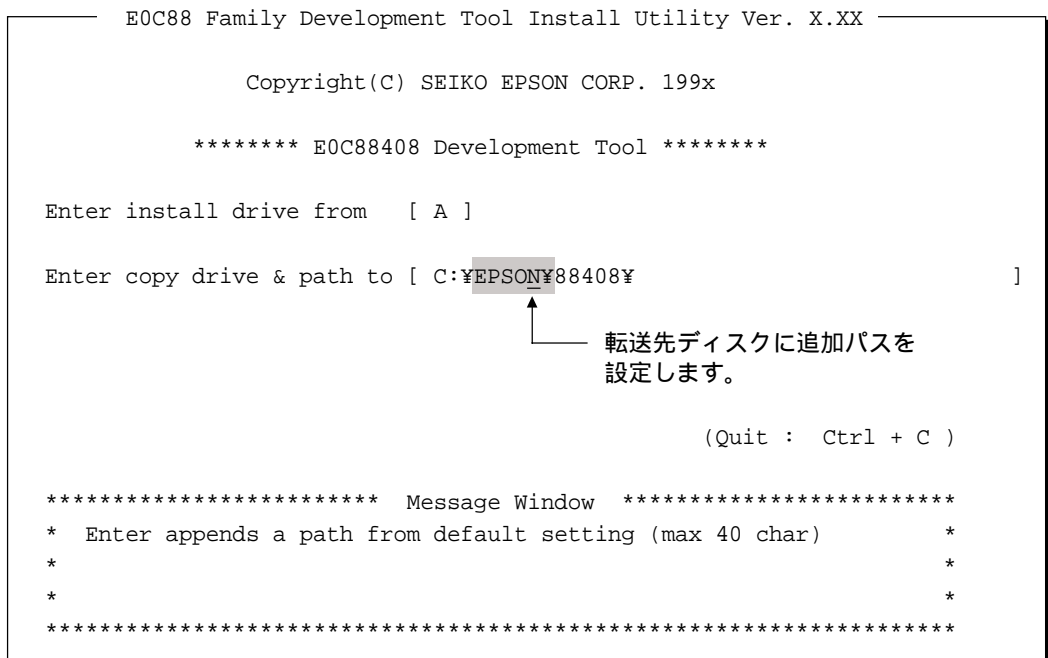 E0C88 Family Development Tool Install Utility Ver. X.XX
Copyright(C) SEIKO EPSON CORP. 199x
******** E0C88408 Development Tool ********
Enter install drive from [ A ]
Enter copy drive & path to [ C:¥EPSON¥88408¥ ]
転送先ディスクに追加パスを
設定します。
(Quit : Ctrl + C )
************************* Message Window *************************
* Enter appends a path from default setting (max 40 char) *
* *
* *
********************************************************************